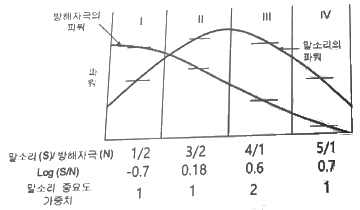 방해자극의 파워
I II III IV
말소리의 파워
파워
말소리(S)/방해자극(N) 1/2 3/2 4/1 5/1
Log (S/N) -0.7 0.18 0.6 0.7
말소리 중요도 가중치 1 1 2 1